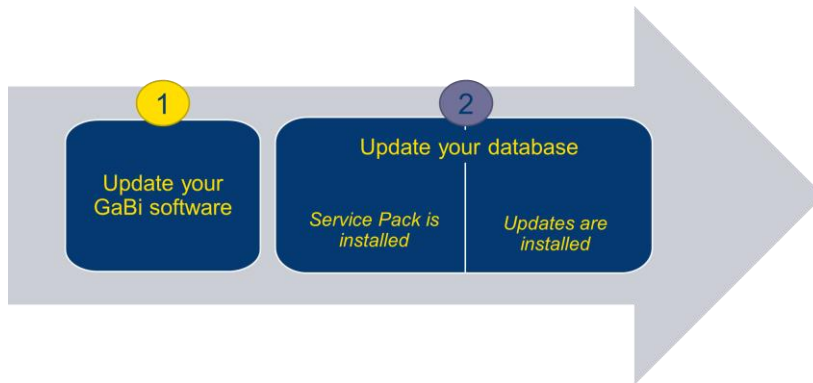 1
2
Update your
GaBi software
Update your database
Service Pack is
installed
Updates are
installed